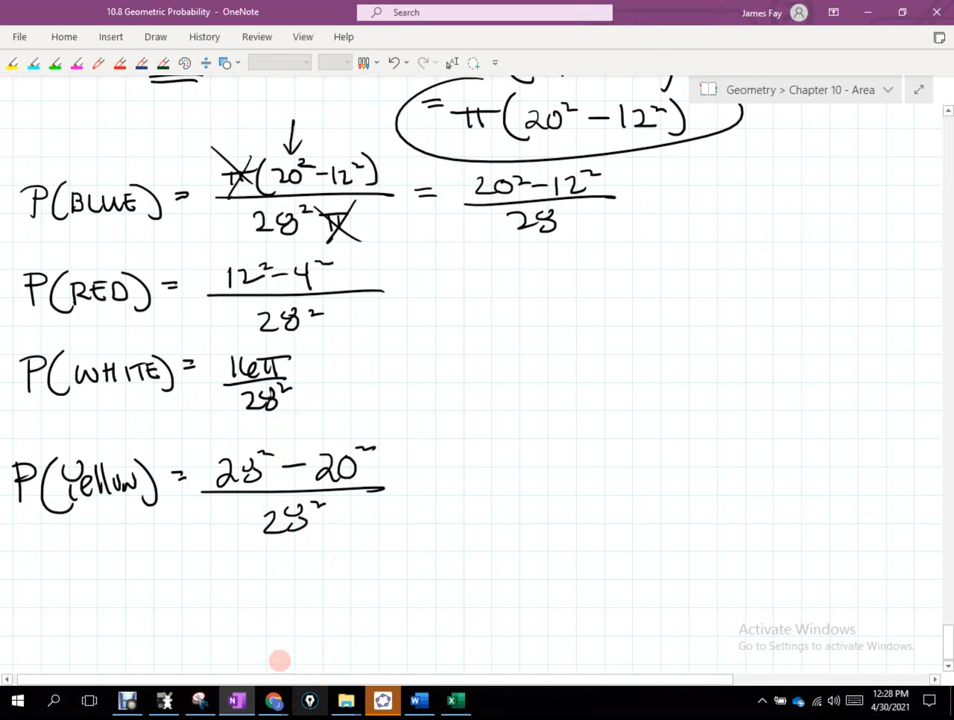 10.8 Geometric Probability - OneNote
Search
James Fay
File Home Insert Draw History Review View Help
Geometry > Chapter 10 - Area
= π(20² - 12²)
P(BLUE) = π(20² - 12²) / 28² π = 20² - 12² / 28
P(RED) = 12² - 4² / 28²
P(WHITE) = 16π / 28²
P(Yellow) = 28² - 20² / 28²
Activate Windows
Go to Settings to activate Windows.
12:28 PM
4/30/2021